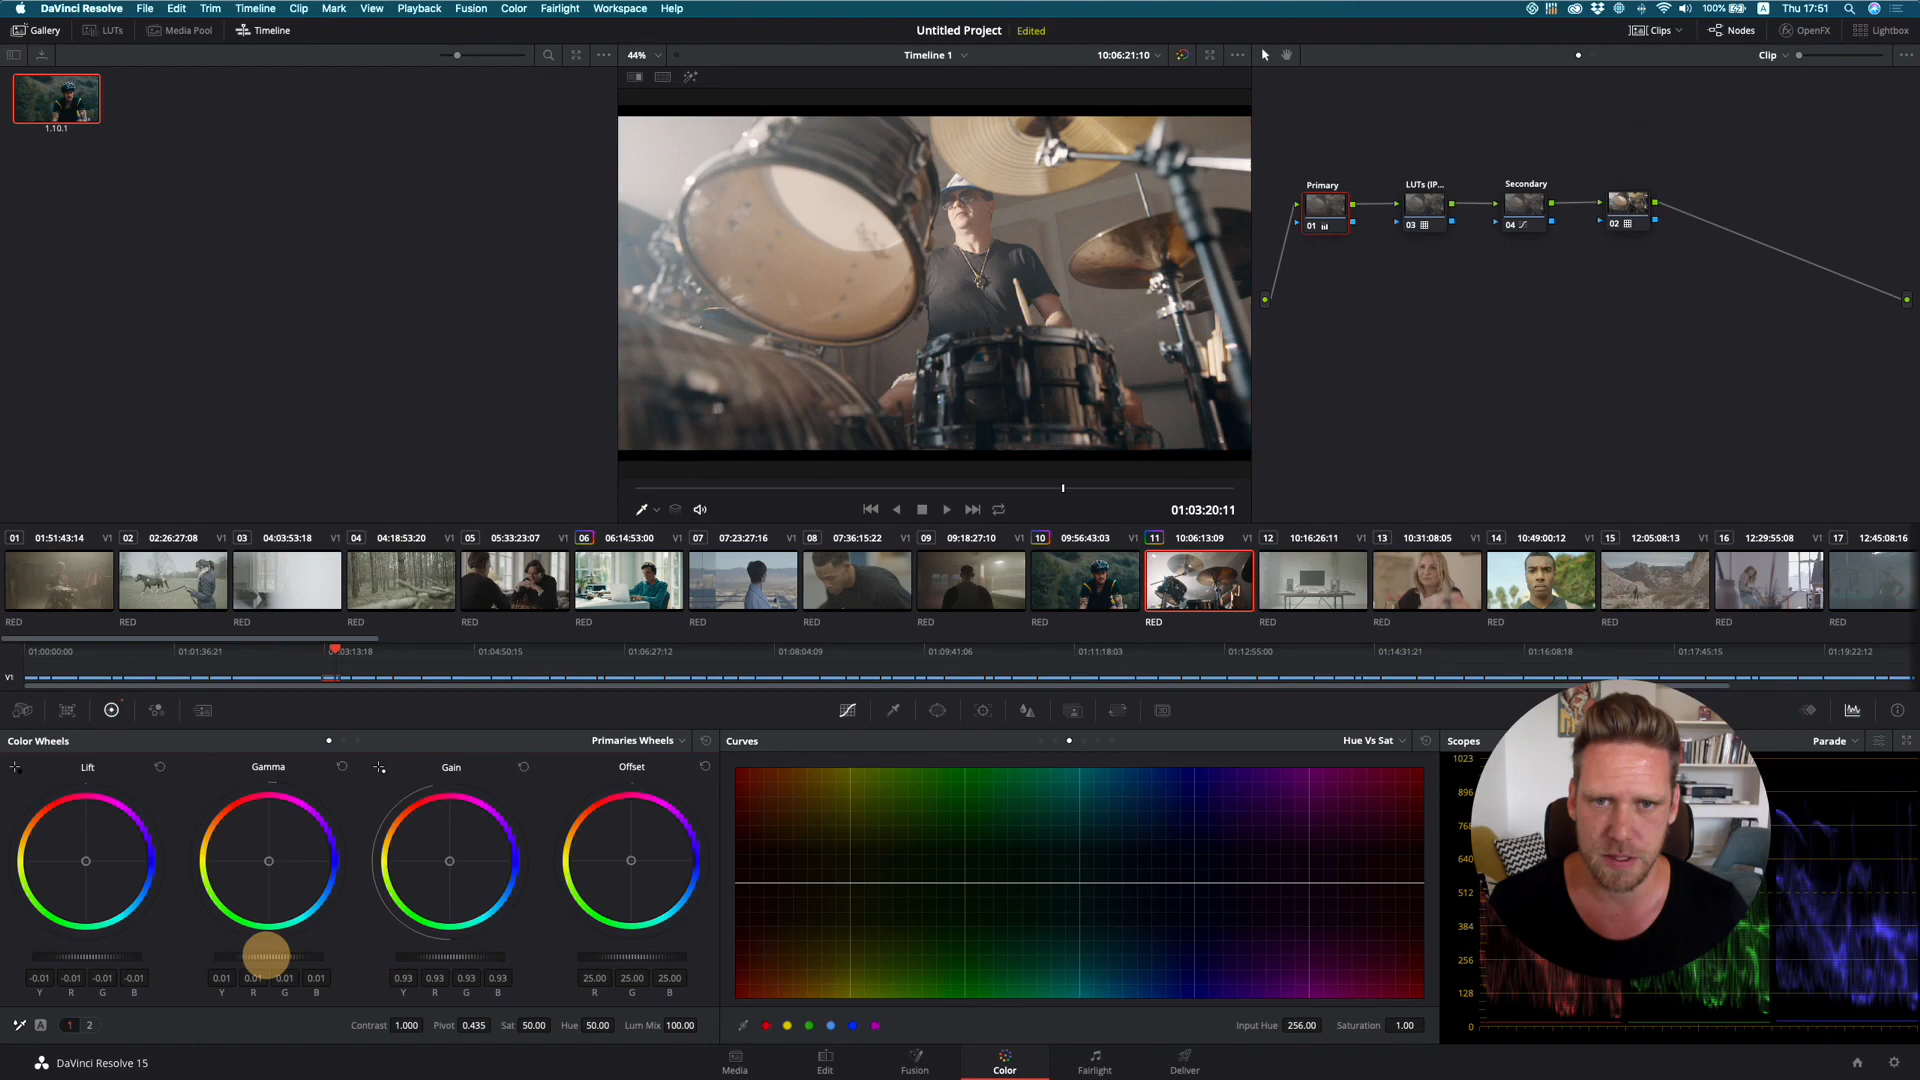 DaVinci Resolve File Edit Trim Timeline Clip Mark View Playback Fusion Color Fairlight Workspace Help 100% A Thu 17:51
Gallery LUTs Media Pool Timeline Untitled Project Edited Clips Nodes OpenFX Lightbox
44% Timeline 1 10:06:21:10 Clip
1.10.1
Primary LUTs (IP... Secondary
01 03 04 02
01:03:20:11
01 01:51:43:14 V1 02 02:26:27:08 V1 03 04:03:53:18 V1 04 04:18:53:20 V1 05 05:33:23:07 V1 06 06:14:53:00 V1 07 07:23:27:16 V1 08 07:36:15:22 V1 09 09:18:27:10 V1 10 09:56:43:03 V1 11 10:06:13:09 V1 12 10:16:26:11 V1 13 10:31:08:05 V1 14 10:49:00:12 V1 15 12:05:08:13 V1 16 12:29:55:08 V1 17 12:45:08:16 V1
RED RED RED RED RED RED RED RED RED RED RED RED RED RED RED RED RED
01:00:00:00 01:01:36:21 01:03:13:18 01:04:50:15 01:06:27:12 01:08:04:09 01:09:41:06 01:11:18:03 01:12:55:00 01:14:31:21 01:16:08:18 01:17:45:15 01:19:22:12
V1
Color Wheels Primaries Wheels Curves Hue Vs Sat Scopes Parade
Lift Gamma Gain Offset
1023
896
768
640
512
384
256
128
0
-0.01 -0.01 -0.01 -0.01 0.01 0.01 0.01 0.01 0.93 0.93 0.93 0.93 25.00 25.00 25.00
Y R G B Y R G B Y R G B R G B
A 1 2 Contrast 1.000 Pivot 0.435 Sat 50.00 Hue 50.00 Lum Mix 100.00 Input Hue 256.00 Saturation 1.00
DaVinci Resolve 15 Media Edit Fusion Color Fairlight Deliver